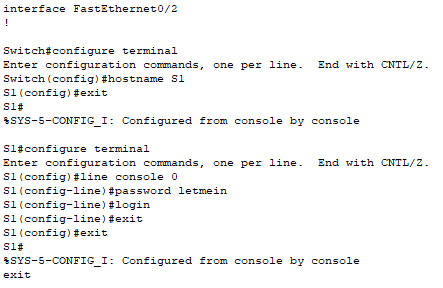 interface FastEthernet0/2
!
Switch#configure terminal
Enter configuration commands, one per line.  End with CNTL/Z.
Switch(config)#hostname S1
S1(config)#exit
S1#
%SYS-5-CONFIG_I: Configured from console by console
S1#configure terminal
Enter configuration commands, one per line.  End with CNTL/Z.
S1(config)#line console 0
S1(config-line)#password letmein
S1(config-line)#login
S1(config-line)#exit
S1(config)#exit
S1#
%SYS-5-CONFIG_I: Configured from console by console
exit